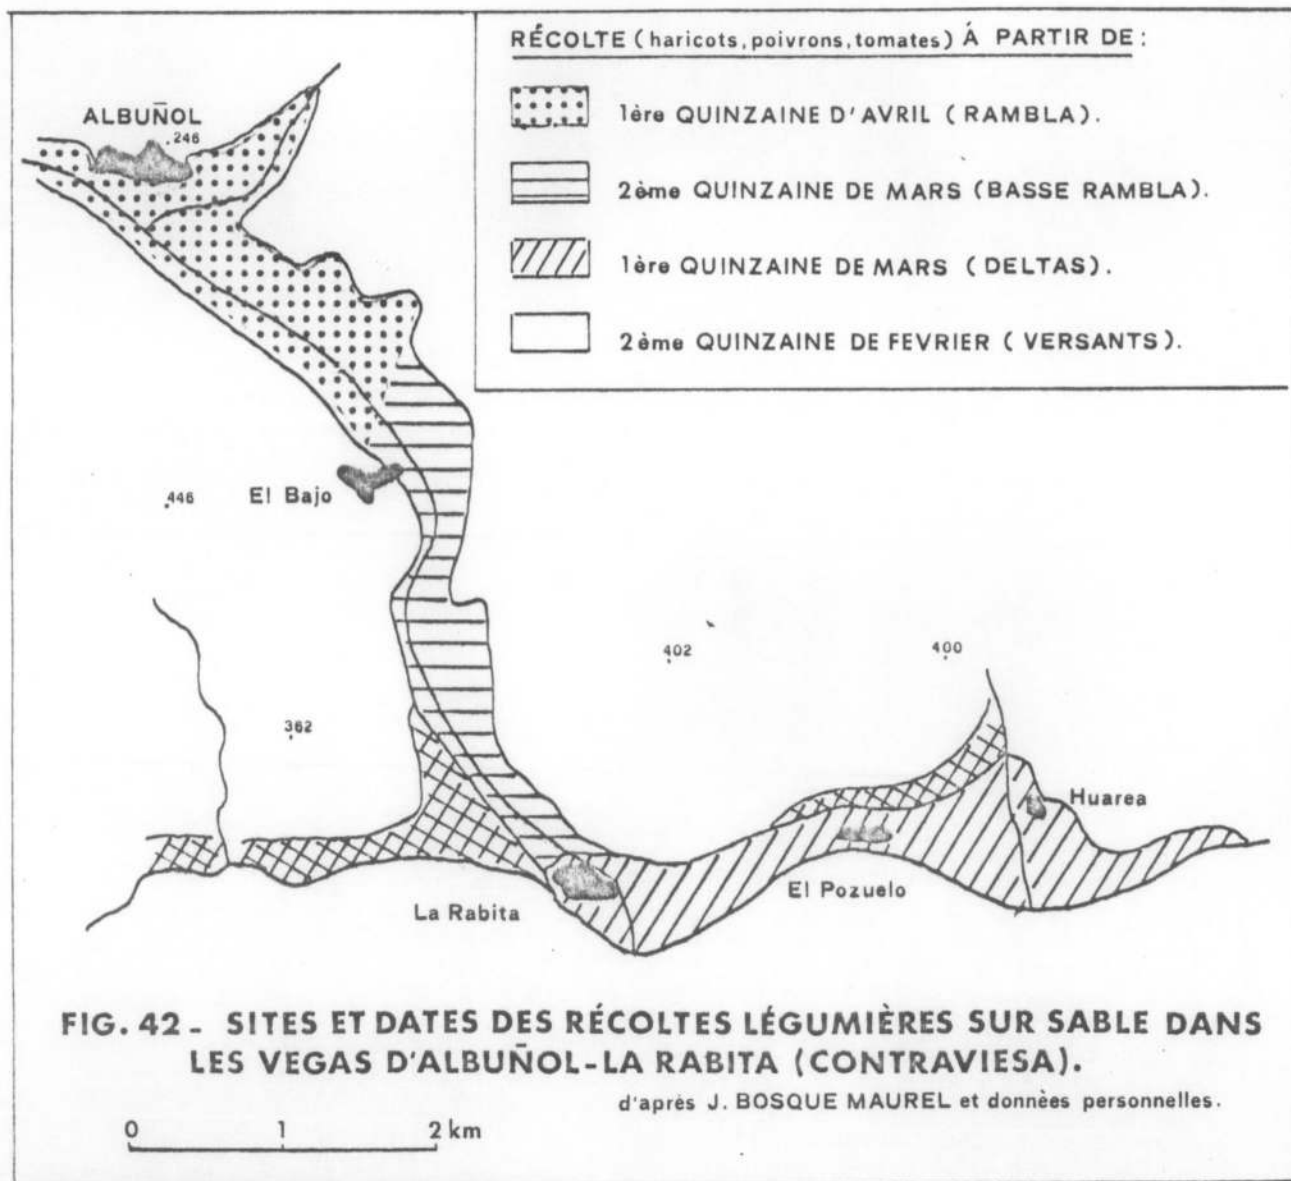 RÉCOLTE (haricots, poivrons, tomates) À PARTIR DE :
1ère QUINZAINE D'AVRIL (RAMBLA).
2ème QUINZAINE DE MARS (BASSE RAMBLA).
1ère QUINZAINE DE MARS (DELTAS).
2ème QUINZAINE DE FEVRIER (VERSANTS).
ALBUÑOL
.246
El Bajo
446
402
400
362
Huarea
El Pozuelo
La Rabita
FIG. 42 - SITES ET DATES DES RÉCOLTES LÉGUMIÈRES SUR SABLE DANS
LES VEGAS D'ALBUÑOL-LA RABITA (CONTRAVIESA).
d'après J. BOSQUE MAUREL et donnèes personnelles.
0 1 2 km